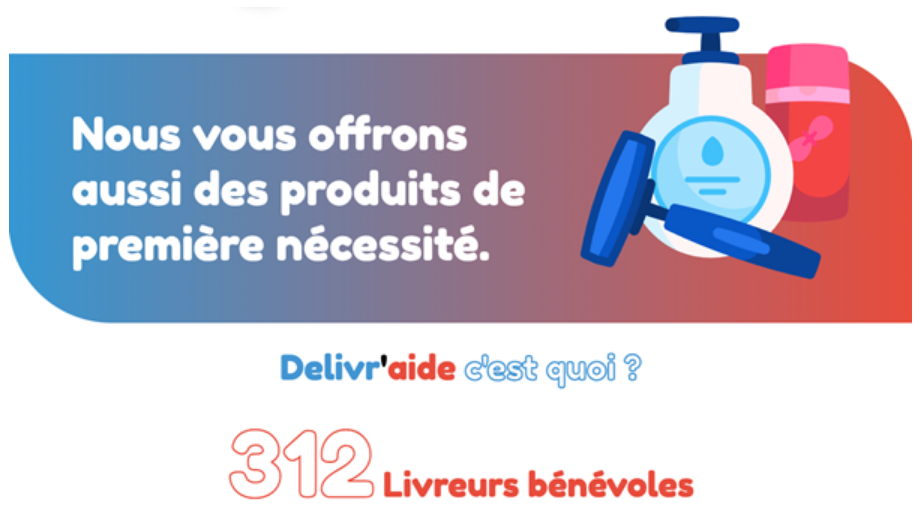 Nous vous offrons
aussi des produits de
première nécessité.
Delivr'aide c'est quoi ?
312 Livreurs bénévoles